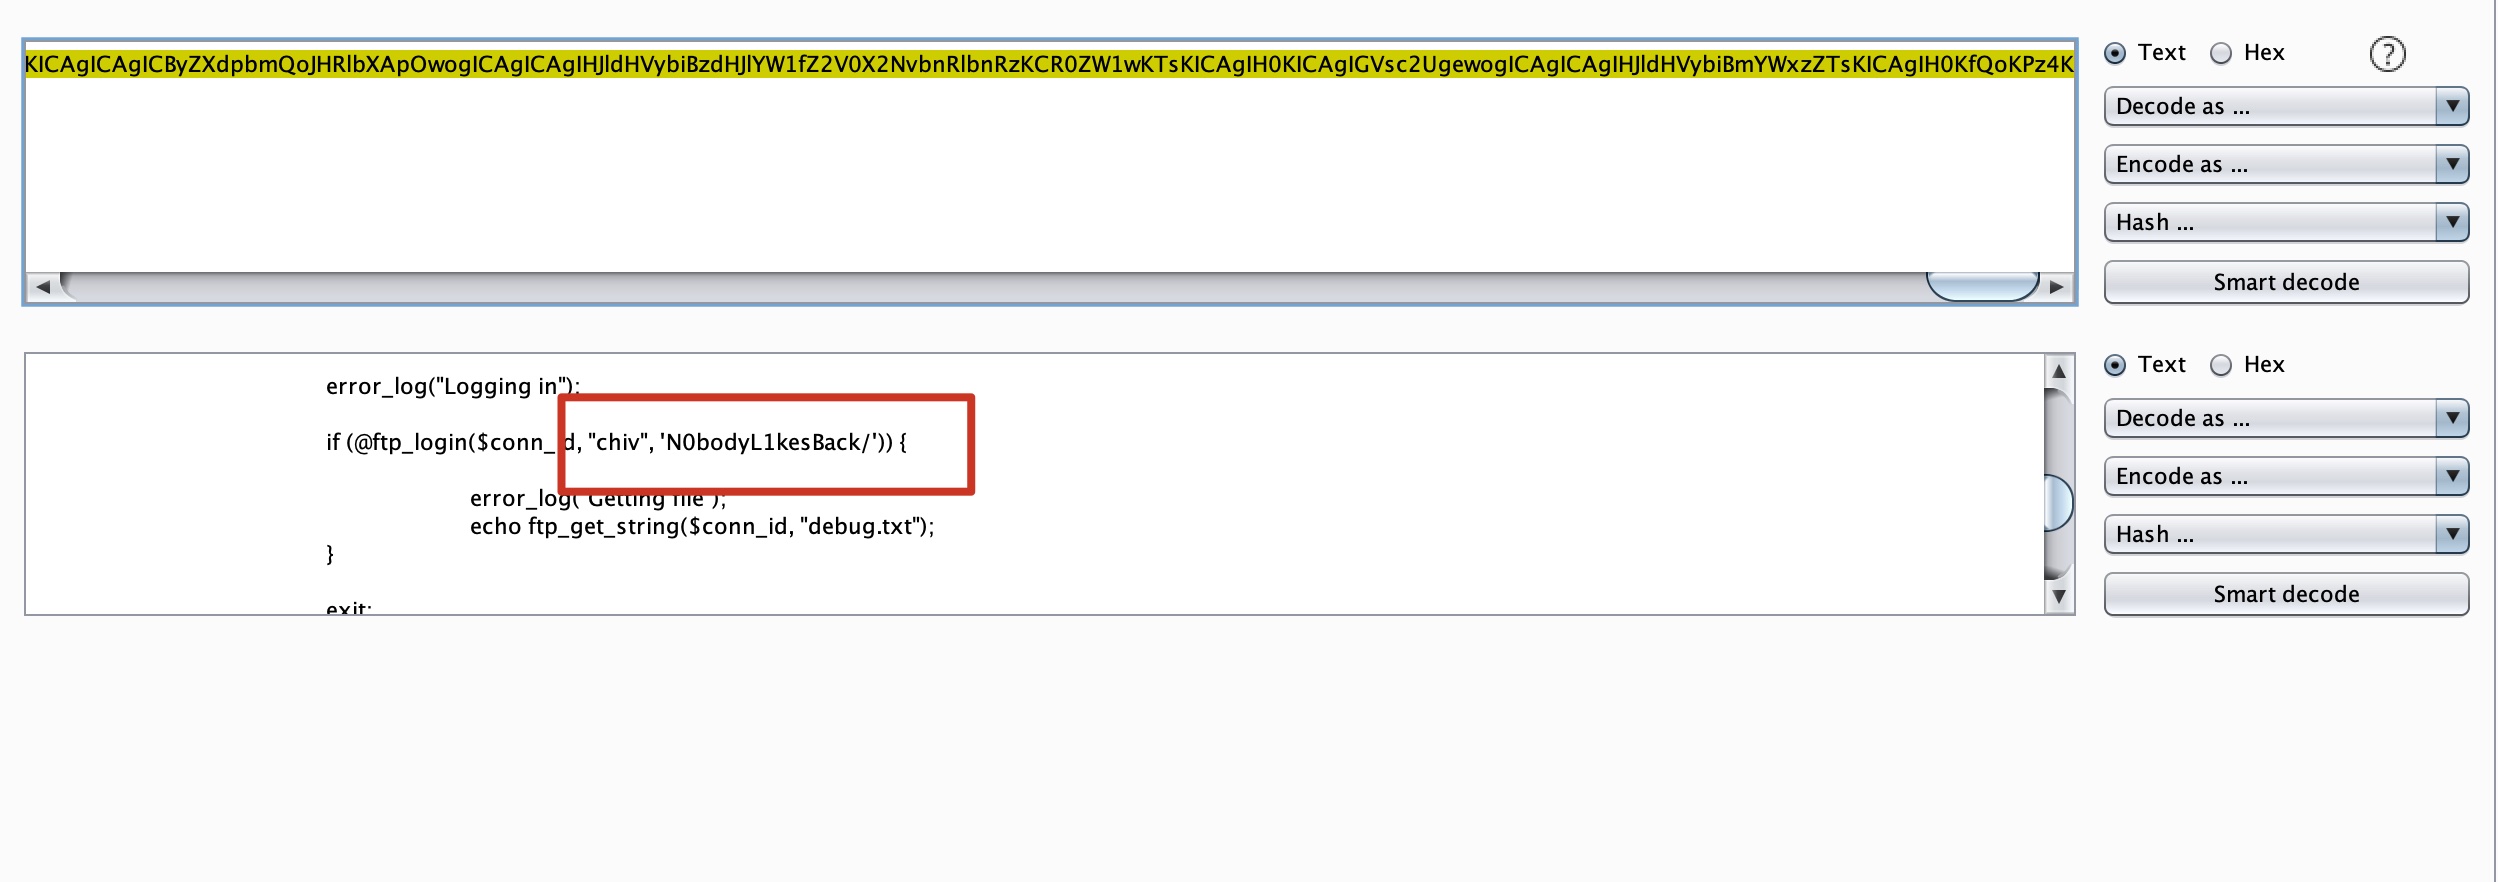 KICAgICAgICByZXdpbmQoJHRlbXApOwogICAgICAgIHJldHVybiBzdHJlYW1fZ2V0X2NvbnRlbnRzKCR0ZW1wKTsKICAgIH0KICAgIGVsc2UgewogICAgICAgIHJldHVybiBmYWxzZTsKICAgIH0KfQoKPz4K
Text Hex ?
Decode as ...
Encode as ...
Hash ...
Smart decode
error_log("Logging in");
Text Hex
if (@ftp_login($conn_id, "chiv", 'N0bodyL1kesBack/')) {
Decode as ...
Encode as ...
error_log("Getting file");
echo ftp_get_string($conn_id, "debug.txt");
Hash ...
}
Smart decode
exit;